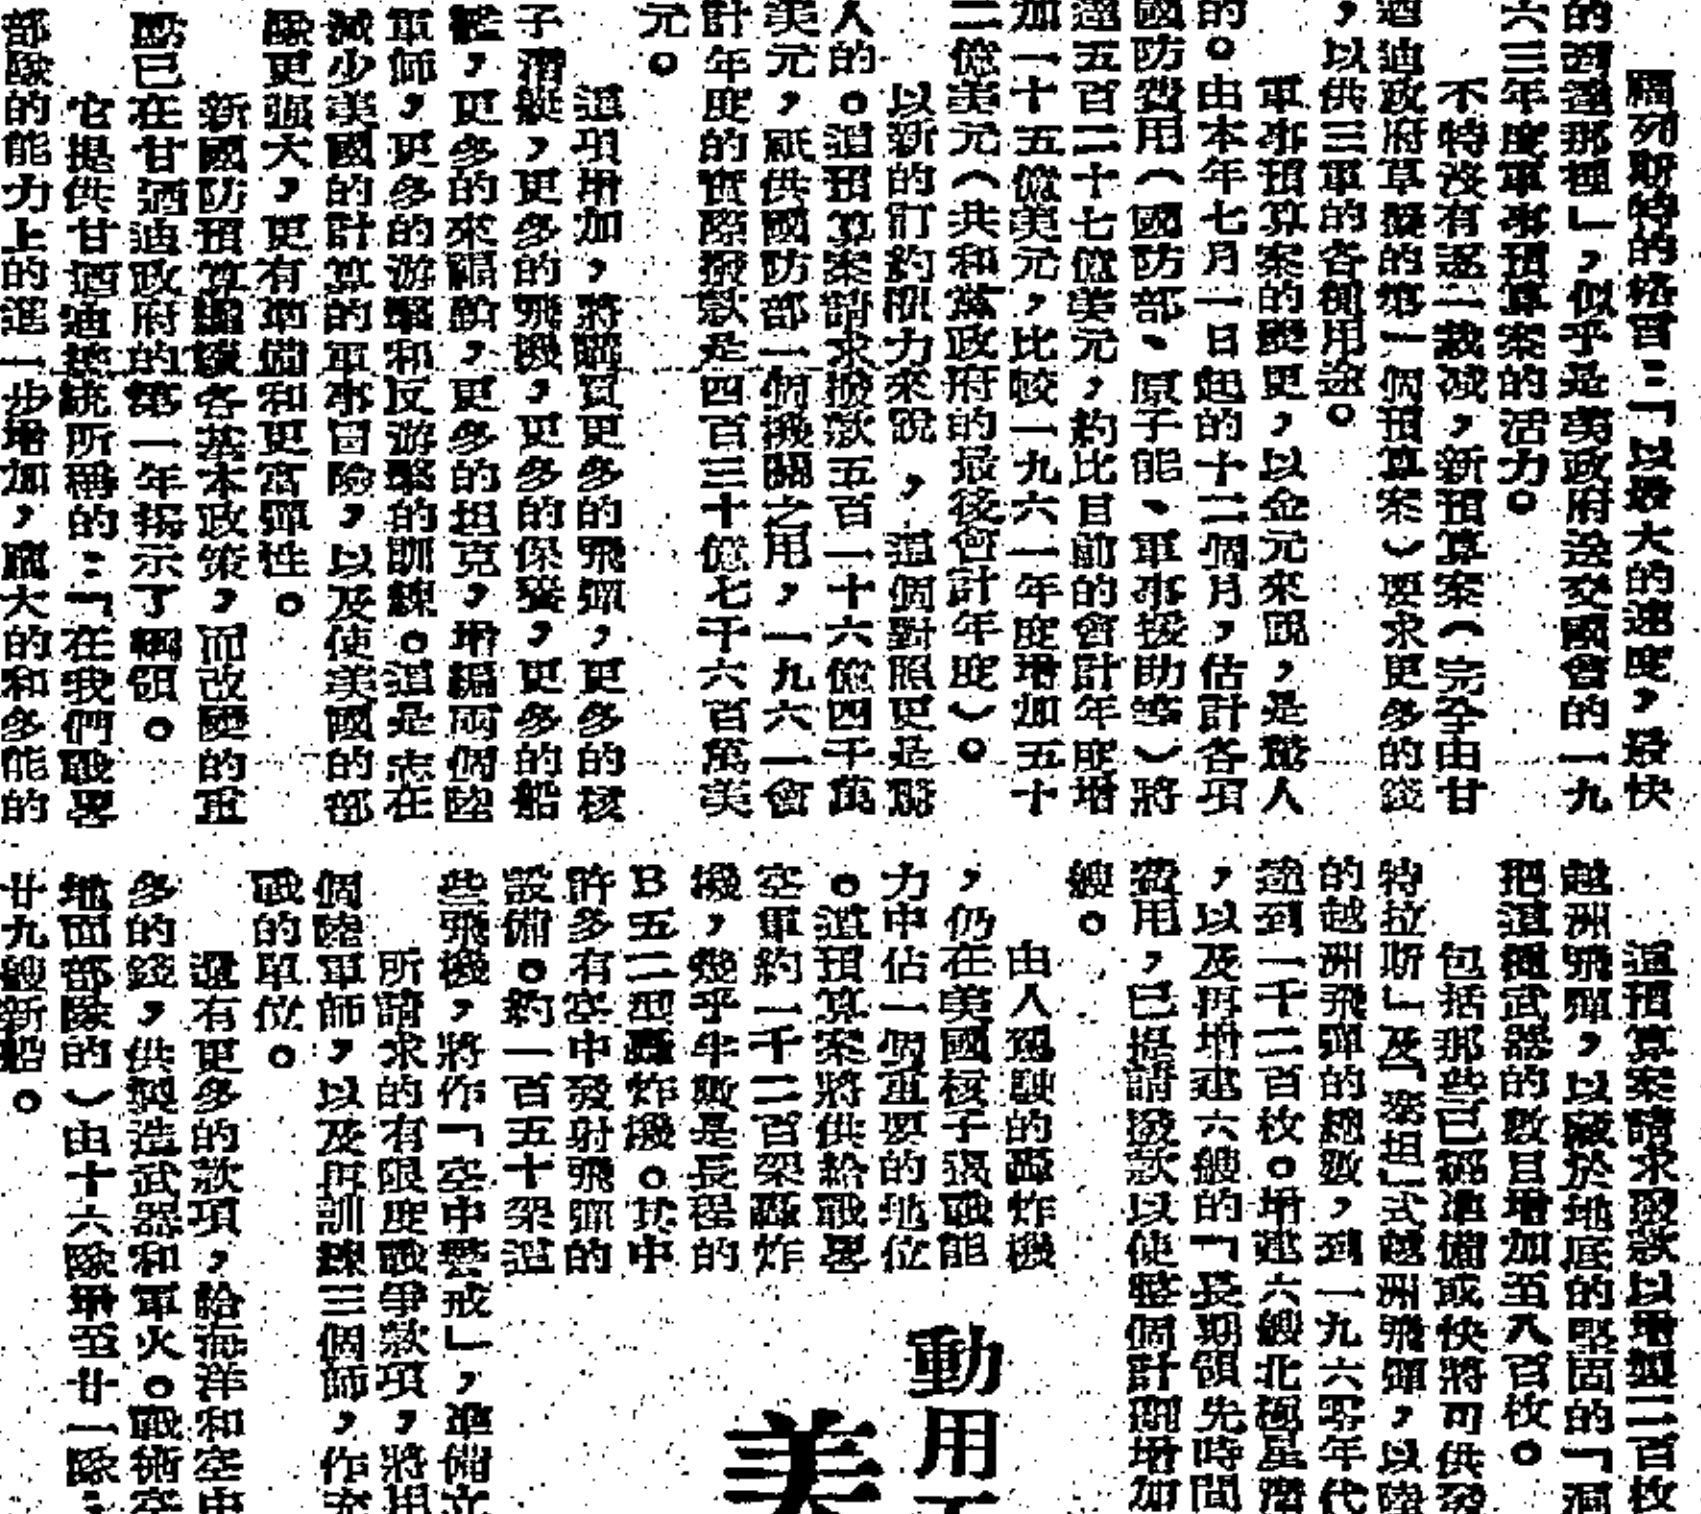 福列斯特的格言：「以最大的速度，最快
的到達那裡」，似乎是美政府送交國會的一九
六三年度軍事預算案的活力。
不特沒有逐一裁減，新預算案（完全由甘
迺迪政府草擬的第一個預算案）要求更多的錢
，以供三軍的各種用途。
軍事預算案的變更，以金元來說，是驚人
的。由本年七月一日起的十二個月，估計各項
國防費用（國防部、原子能、軍事援助等）將
達五百二十七億美元，約比目前的會計年度增
加一十五億美元，比較一九六一年度增加五十
二億美元（共和黨政府的最後會計年度）。
以新的訂約權力來說，這個對照更是驚
人的。這預算案請求撥款五百一十六億四千萬
美元，祇供國防部一個機關之用，一九六一會
計年度的實際撥款是四百三十億七千六百萬美
元。
這項增加，將購買更多的飛彈，更多的核
子潛艇，更多的飛機，更多的保養，更多的船
艦，更多的來福鎗，更多的坦克，增編兩個陸
軍師，更多的游擊和反游擊的訓練。這是志在
減少美國的計算的軍事冒險，以及使美國的部
隊更強大，更有準備和更富彈性。
新國防預算繼續各基本政策，而改變的重
點已在甘迺迪政府的第一年揭示了綱領。
它提供甘迺迪總統所稱的：「在我們戰畧
部隊的能力上的進一步增加，龐大的和多能的
這預算案請求撥款以增製二百枚
越洲飛彈，以藏於地底的堅固的「洞
把這種武器的數目增加至八百枚。
包括那些已經準備或快將可供發
特拉斯」及「泰坦」式越洲飛彈，以陸
的越洲飛彈的總數，到一九六零年代
達到一千二百枚。增建六艘北極星潛
，以及再增建六艘的「長期領先時間
費用，已提請撥款以使整個計劃增加
艘。
由人駕駛的轟炸機
，仍在美國核子張戰能
力中佔一個重要的地位
。這預算案將供給戰畧
空軍約一千二百架轟炸
機，幾乎半數是長程的
B五二型轟炸機。其中
許多有空中發射飛彈的
設備。約一百五十架這
些飛機，將作「空中警戒」，準備立
所請求的有限度戰爭款項，將用
個陸軍師，以及再訓練三個師，作充
戰的單位。
還有更多的款項，給海洋和空中
多的錢，供製造武器和軍火。戰術空
地面部隊的）由十六隊增至廿一隊；
廿九艘新船。
動用
美